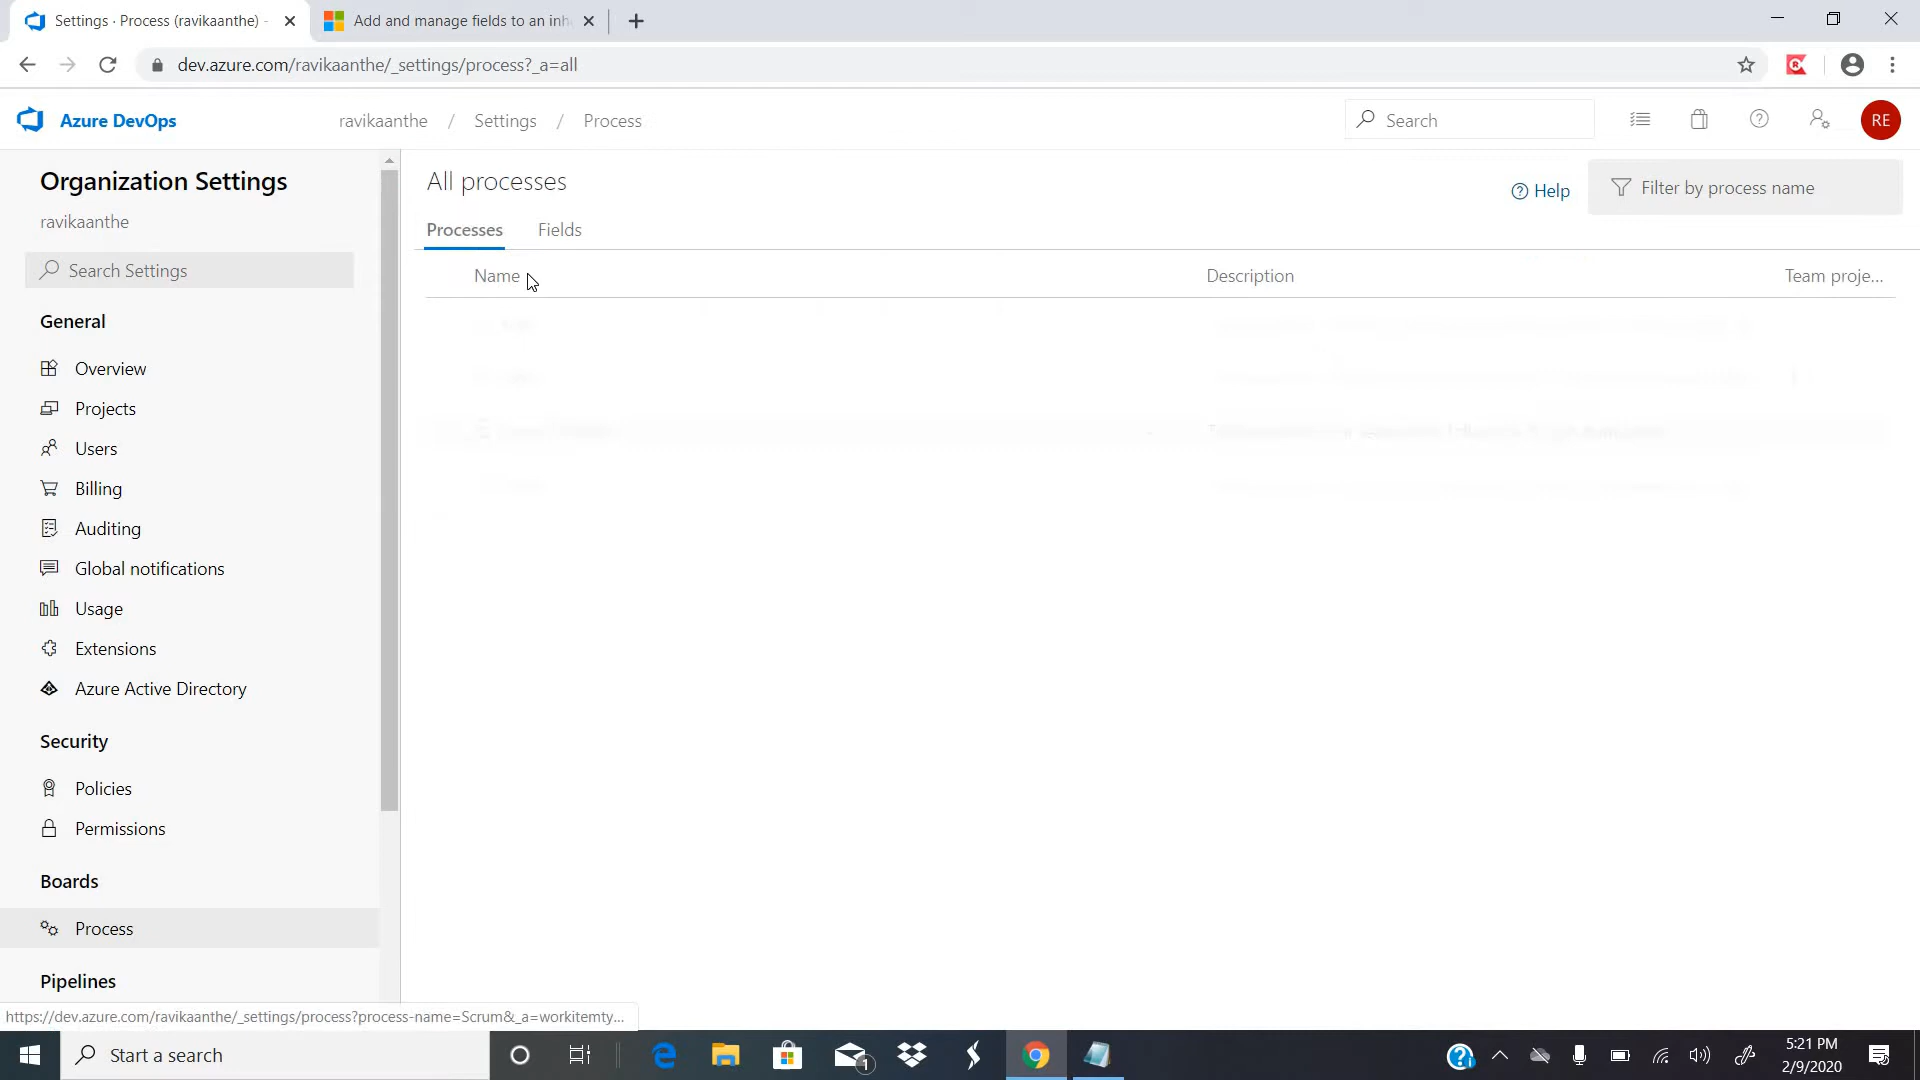 Settings · Process (ravikaanthe) -
Add and manage fields to an inh
dev.azure.com/ravikaanthe/_settings/process?_a=all
Azure DevOps
ravikaanthe / Settings / Process
Search
RE
Organization Settings
ravikaanthe
Search Settings
General
Overview
Projects
Users
Billing
Auditing
Global notifications
Usage
Extensions
Azure Active Directory
Security
Policies
Permissions
Boards
Process
Pipelines
All processes
Help
Filter by process name
Processes
Fields
Name
Description
Team proje...
https://dev.azure.com/ravikaanthe/_settings/process?process-name=Scrum&_a=workitemty...
Start a search
1
5:21 PM
2/9/2020